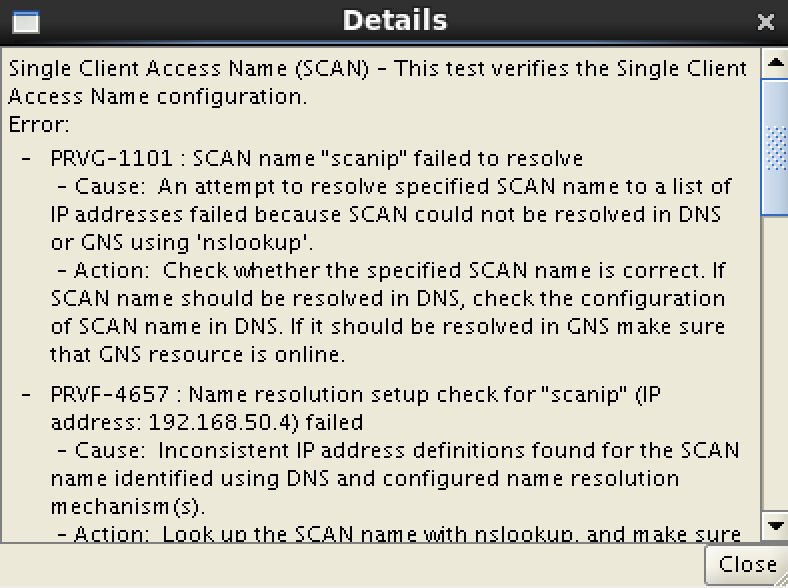 Details
Single Client Access Name (SCAN) – This test verifies the Single Client
Access Name configuration.
Error:
– PRVG-1101 : SCAN name "scanip" failed to resolve
– Cause: An attempt to resolve specified SCAN name to a list of
IP addresses failed because SCAN could not be resolved in DNS
or GNS using 'nslookup'.
– Action: Check whether the specified SCAN name is correct. If
SCAN name should be resolved in DNS, check the configuration
of SCAN name in DNS. If it should be resolved in GNS make sure
that GNS resource is online.
– PRVF-4657 : Name resolution setup check for "scanip" (IP
address: 192.168.50.4) failed
– Cause: Inconsistent IP address definitions found for the SCAN
name identified using DNS and configured name resolution
mechanism(s).
– Action: Look up the SCAN name with nslookup, and make sure
Close